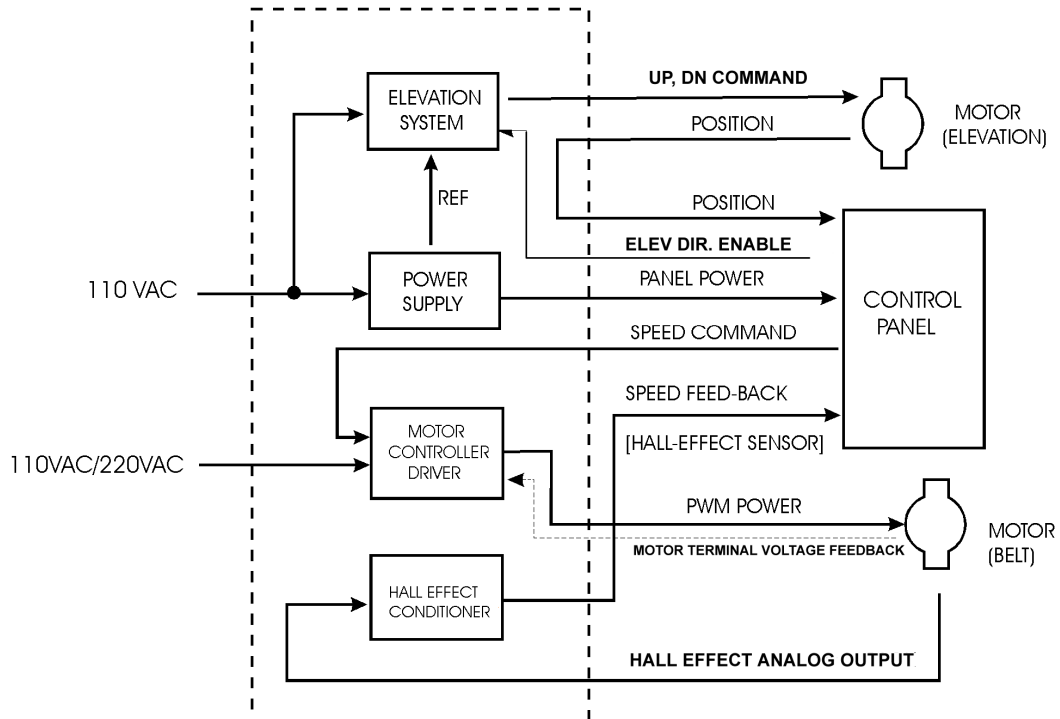 UP, DN COMMAND
ELEVATION
SYSTEM
POSITION
MOTOR
(ELEVATION)
REF
POSITION
ELEV DIR. ENABLE
110 VAC
POWER
SUPPLY
PANEL POWER
CONTROL
PANEL
SPEED COMMAND
SPEED FEED-BACK
[HALL-EFFECT SENSOR]
110VAC/220VAC
MOTOR
CONTROLLER
DRIVER
PWM POWER
MOTOR TERMINAL VOLTAGE FEEDBACK
MOTOR
(BELT)
HALL EFFECT
CONDITIONER
HALL EFFECT ANALOG OUTPUT